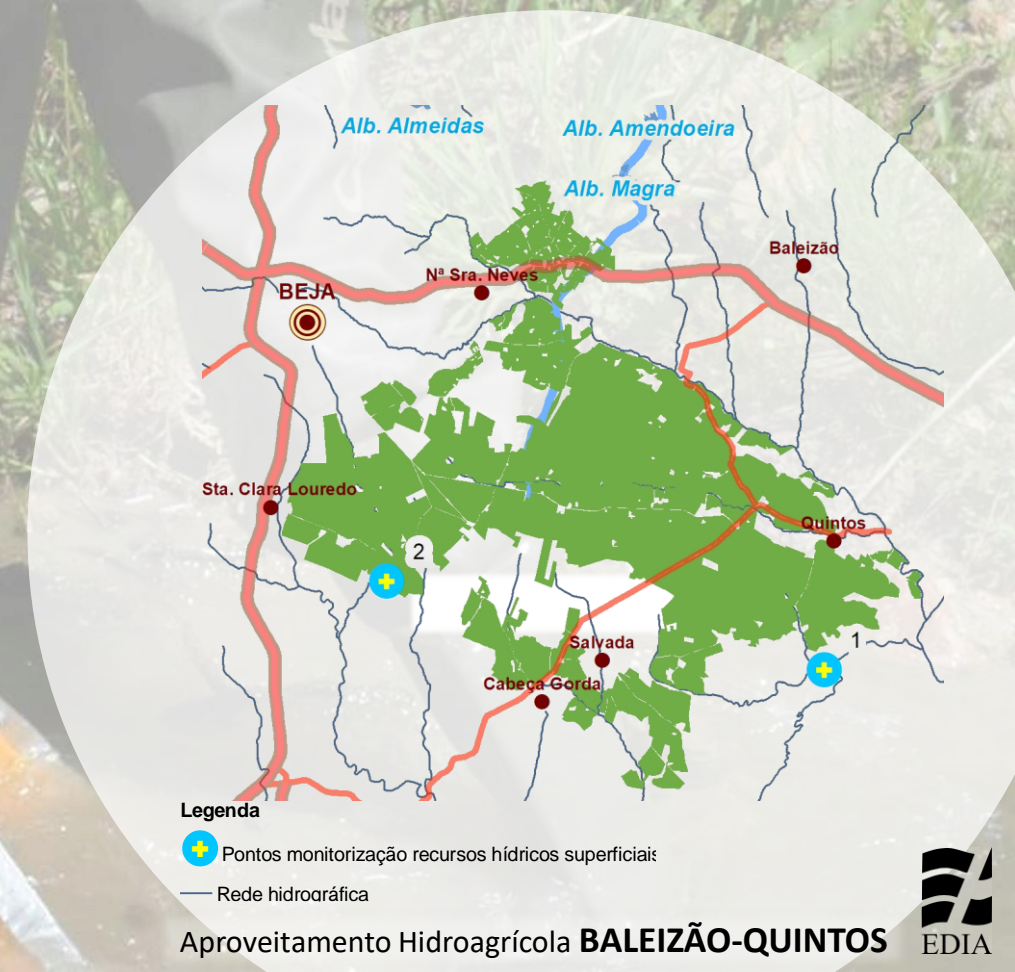 Alb. Almeidas
Alb. Amendoeira
Alb. Magra
Baleizão
Nª Sra. Neves
BEJA
Sta. Clara Louredo
Quintos
2
1
Salvada
Cabeça Gorda
Legenda
Pontos monitorização recursos hídricos superficiais
Rede hidrográfica
Aproveitamento Hidroagrícola BALEIZÃO-QUINTOS
EDIA